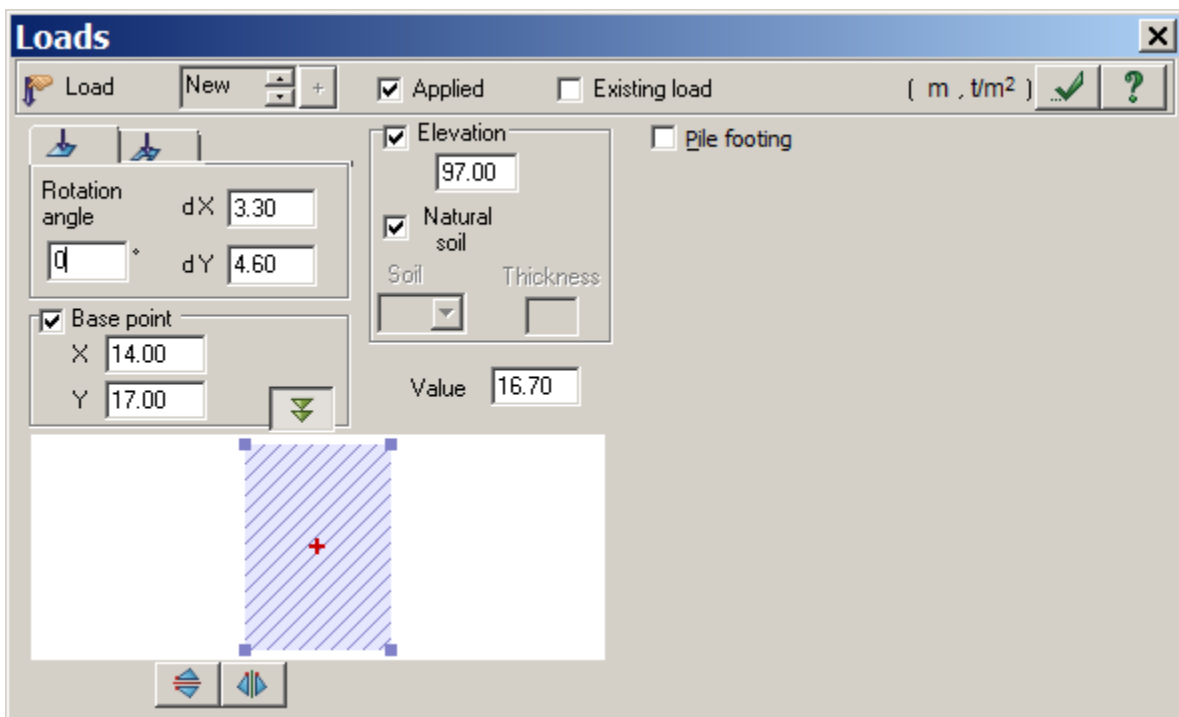 Loads
Load New + Applied Existing load ( m , t/m² ) ?
Elevation Pile footing
97.00
Rotation
angle
dX 3.30
0 °
dY 4.60
Natural
soil
Soil Thickness
Base point
X 14.00
Y 17.00
Value 16.70